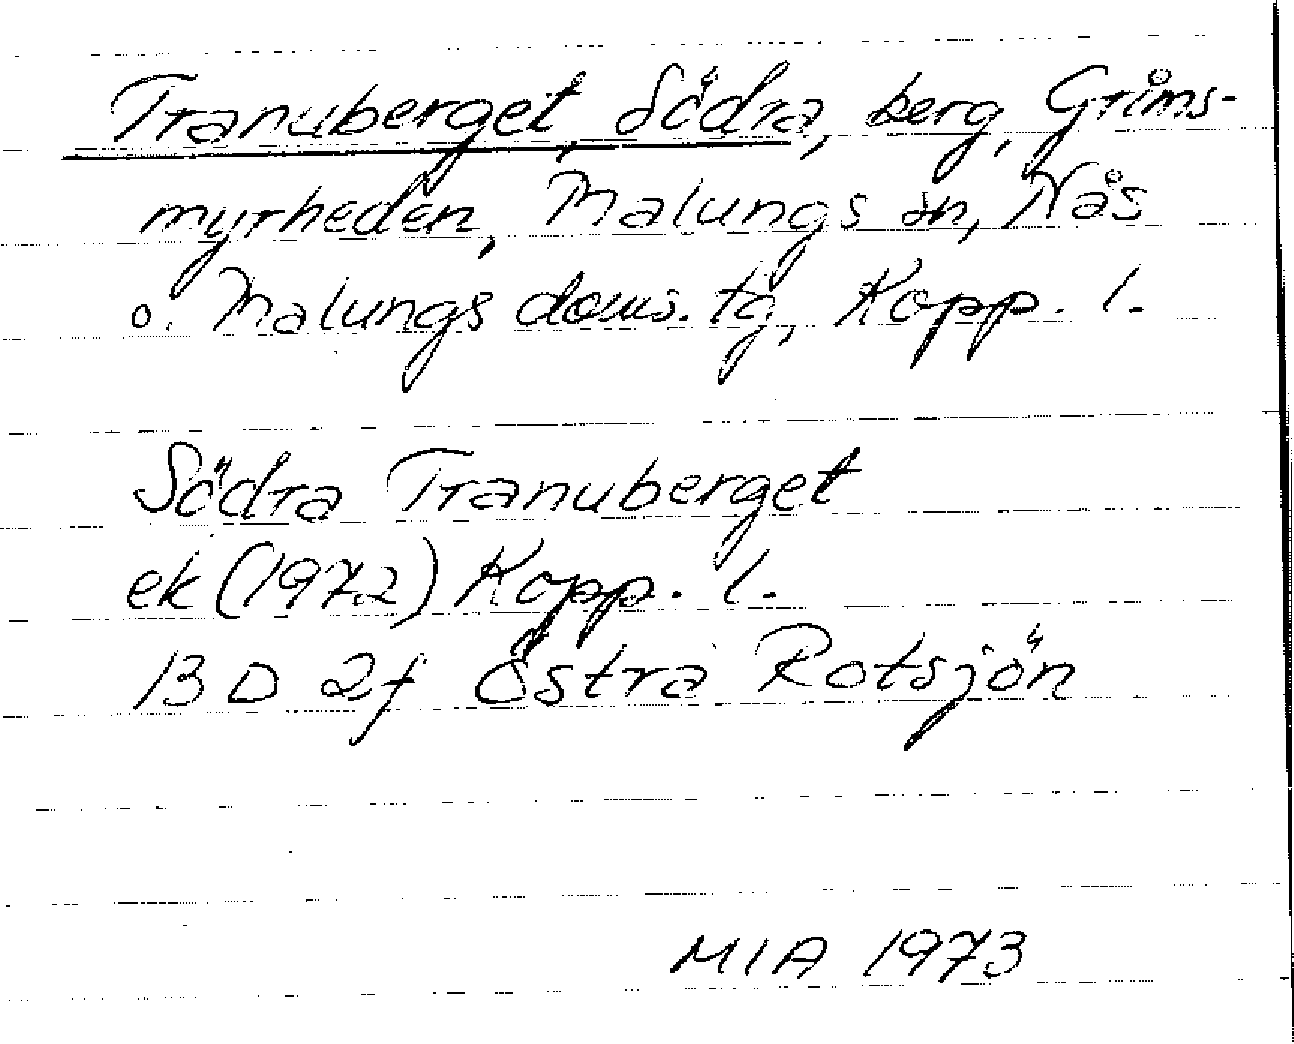 Tranuberget, Södra, berg, Grims-
myrheden, Malungs sn, Nås
o. Malungs doms. tg, Kopp. l.
Södra Tranuberget
ek (1972) Kopp. l.
13 D 2f Östra Rotsjön
MIA 1973